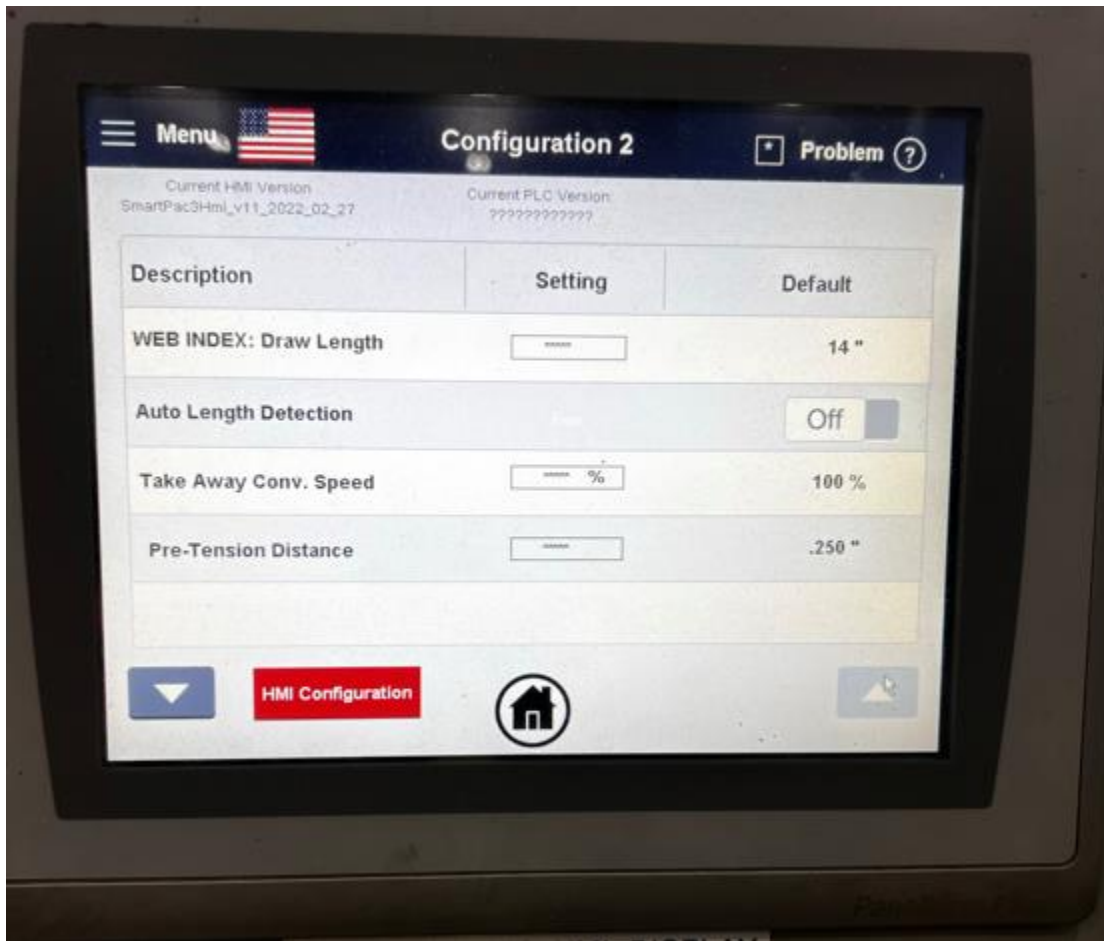 Menu
Configuration 2
* Problem ?
Current HMI Version
SmartPac3Hmi_v11_2022_02_27
Current PLC Version
????????????
Description Setting Default
WEB INDEX: Draw Length ***** 14 "
Auto Length Detection Off
Take Away Conv. Speed ***** % 100 %
Pre-Tension Distance ***** .250 "
HMI Configuration